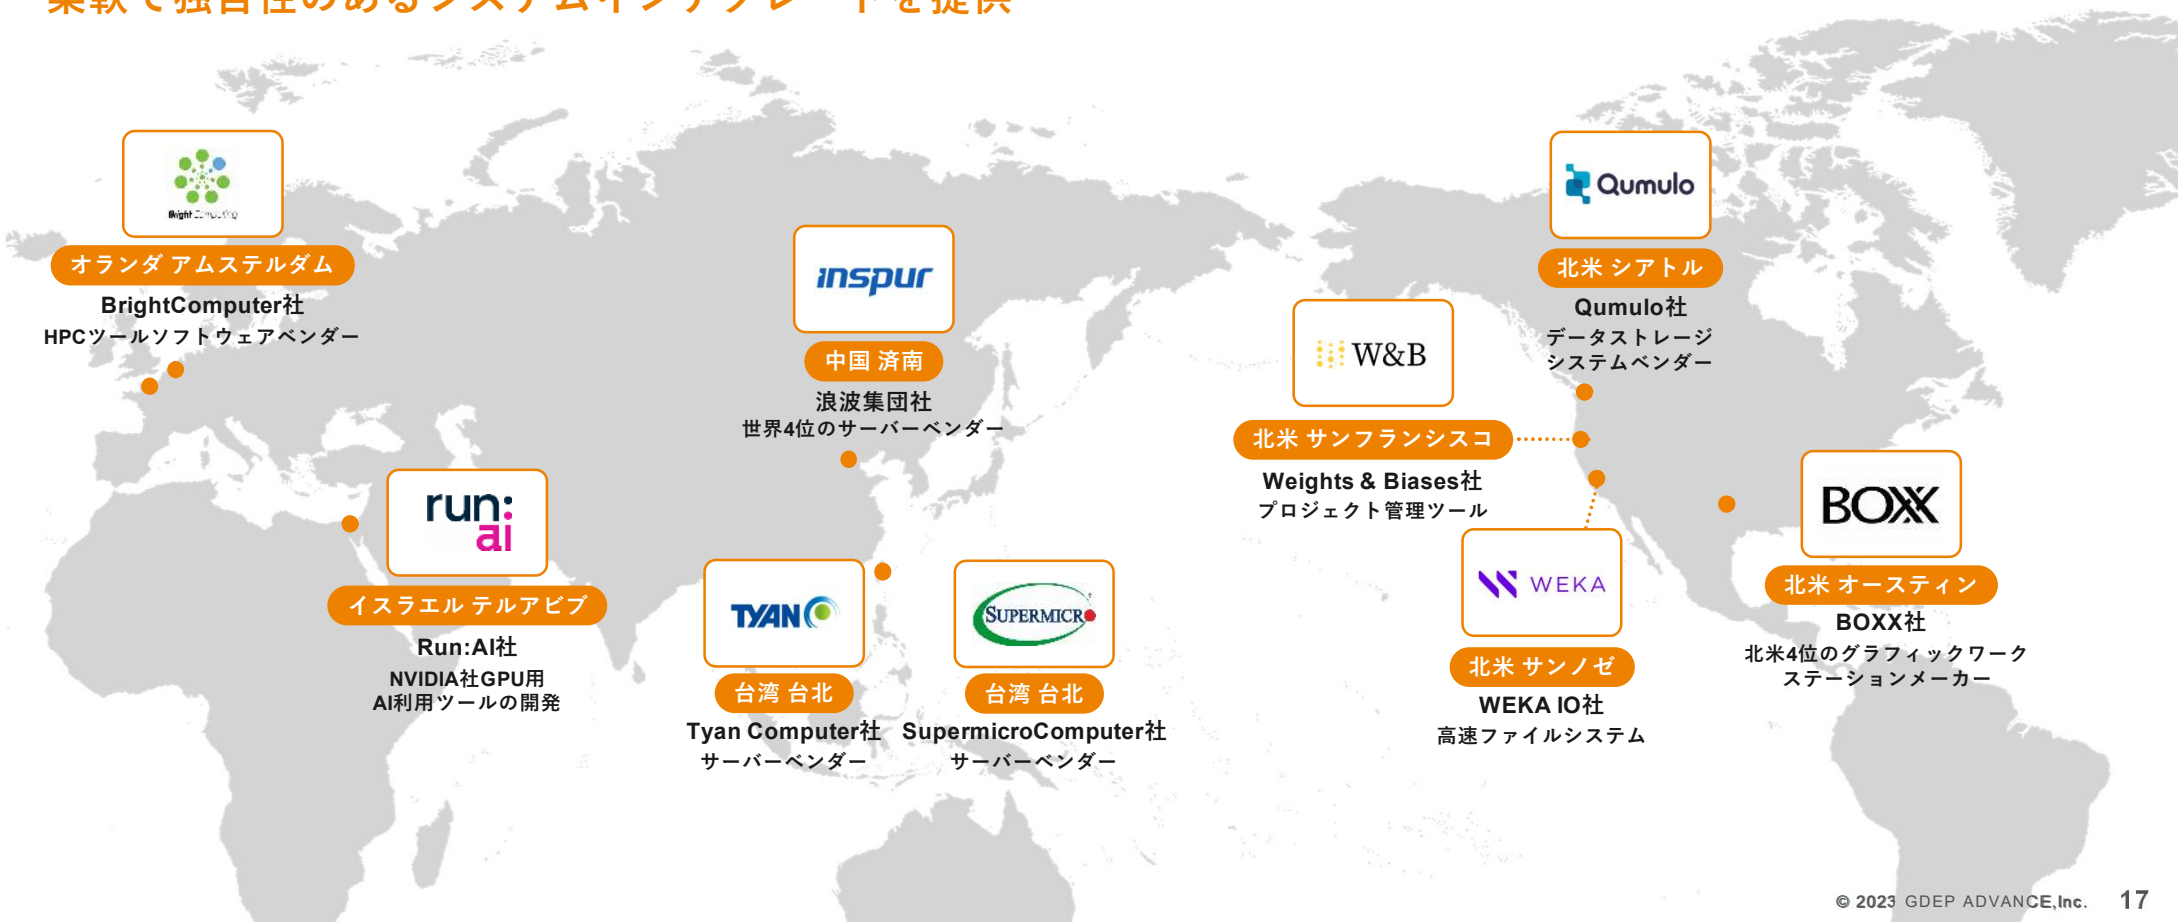 柔軟で独自性のあるシステムインテグレートを提供
Bright Computing
オランダ アムステルダム
BrightComputer社
HPCツールソフトウェアベンダー
inspur
中国 済南
浪波集団社
世界4位のサーバーベンダー
Qumulo
北米 シアトル
Qumulo社
データストレージ
システムベンダー
W&B
北米 サンフランシスコ
Weights & Biases社
プロジェクト管理ツール
run:
ai
イスラエル テルアビブ
Run:AI社
NVIDIA社GPU用
AI利用ツールの開発
TYAN
台湾 台北
Tyan Computer社
サーバーベンダー
SUPERMICRO
台湾 台北
SupermicroComputer社
サーバーベンダー
WEKA
北米 サンノゼ
WEKA IO社
高速ファイルシステム
BOXX
北米 オースティン
BOXX社
北米4位のグラフィックワーク
ステーションメーカー
© 2023 GDEP ADVANCE,Inc. 17